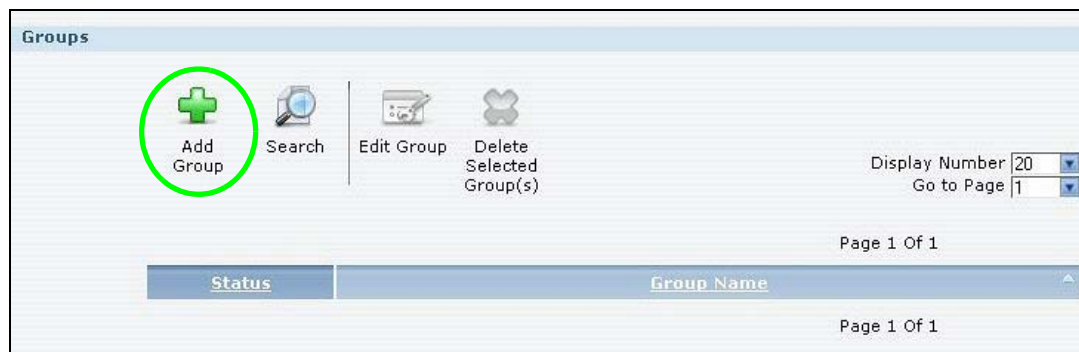 Groups
Add
Group
Search
Edit Group
Delete
Selected
Group(s)
Display Number 20
Go to Page 1
Page 1 Of 1
Status
Group Name
Page 1 Of 1